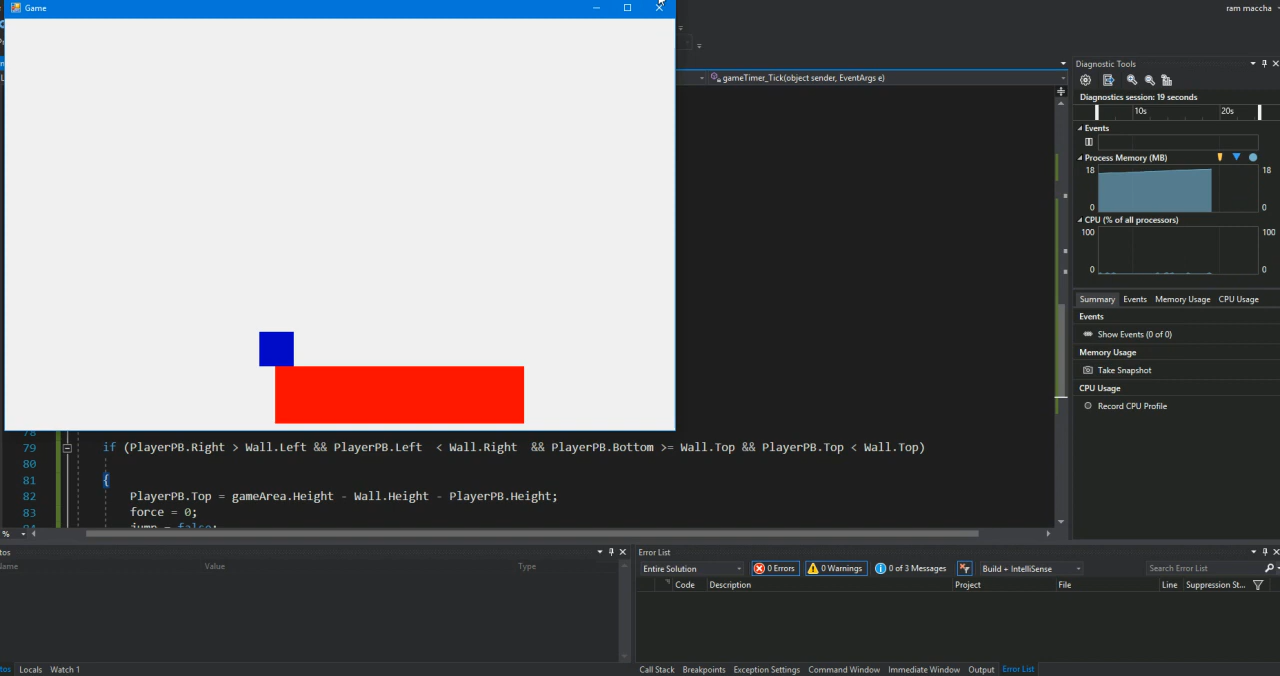 Game
ram maccha
gameTimer_Tick(object sender, EventArgs e)
Diagnostic Tools
Diagnostics session: 19 seconds
10s 20s
Events
Process Memory (MB)
18 18
0 0
CPU (% of all processors)
100 100
0 0
Summary Events Memory Usage CPU Usage
Events
Show Events (0 of 0)
Memory Usage
Take Snapshot
CPU Usage
Record CPU Profile
78
79 if (PlayerPB.Right > Wall.Left && PlayerPB.Left < Wall.Right && PlayerPB.Bottom >= Wall.Top && PlayerPB.Top < Wall.Top)
80
81 {
82 PlayerPB.Top = gameArea.Height - Wall.Height - PlayerPB.Height;
83 force = 0;
84 jump = false;
%
tos
ame Value Type
Error List
Entire Solution 0 Errors 0 Warnings 0 of 3 Messages Build + IntelliSense Search Error List
Code Description Project File Line Suppression St...
tos Locals Watch 1
Call Stack Breakpoints Exception Settings Command Window Immediate Window Output Error List